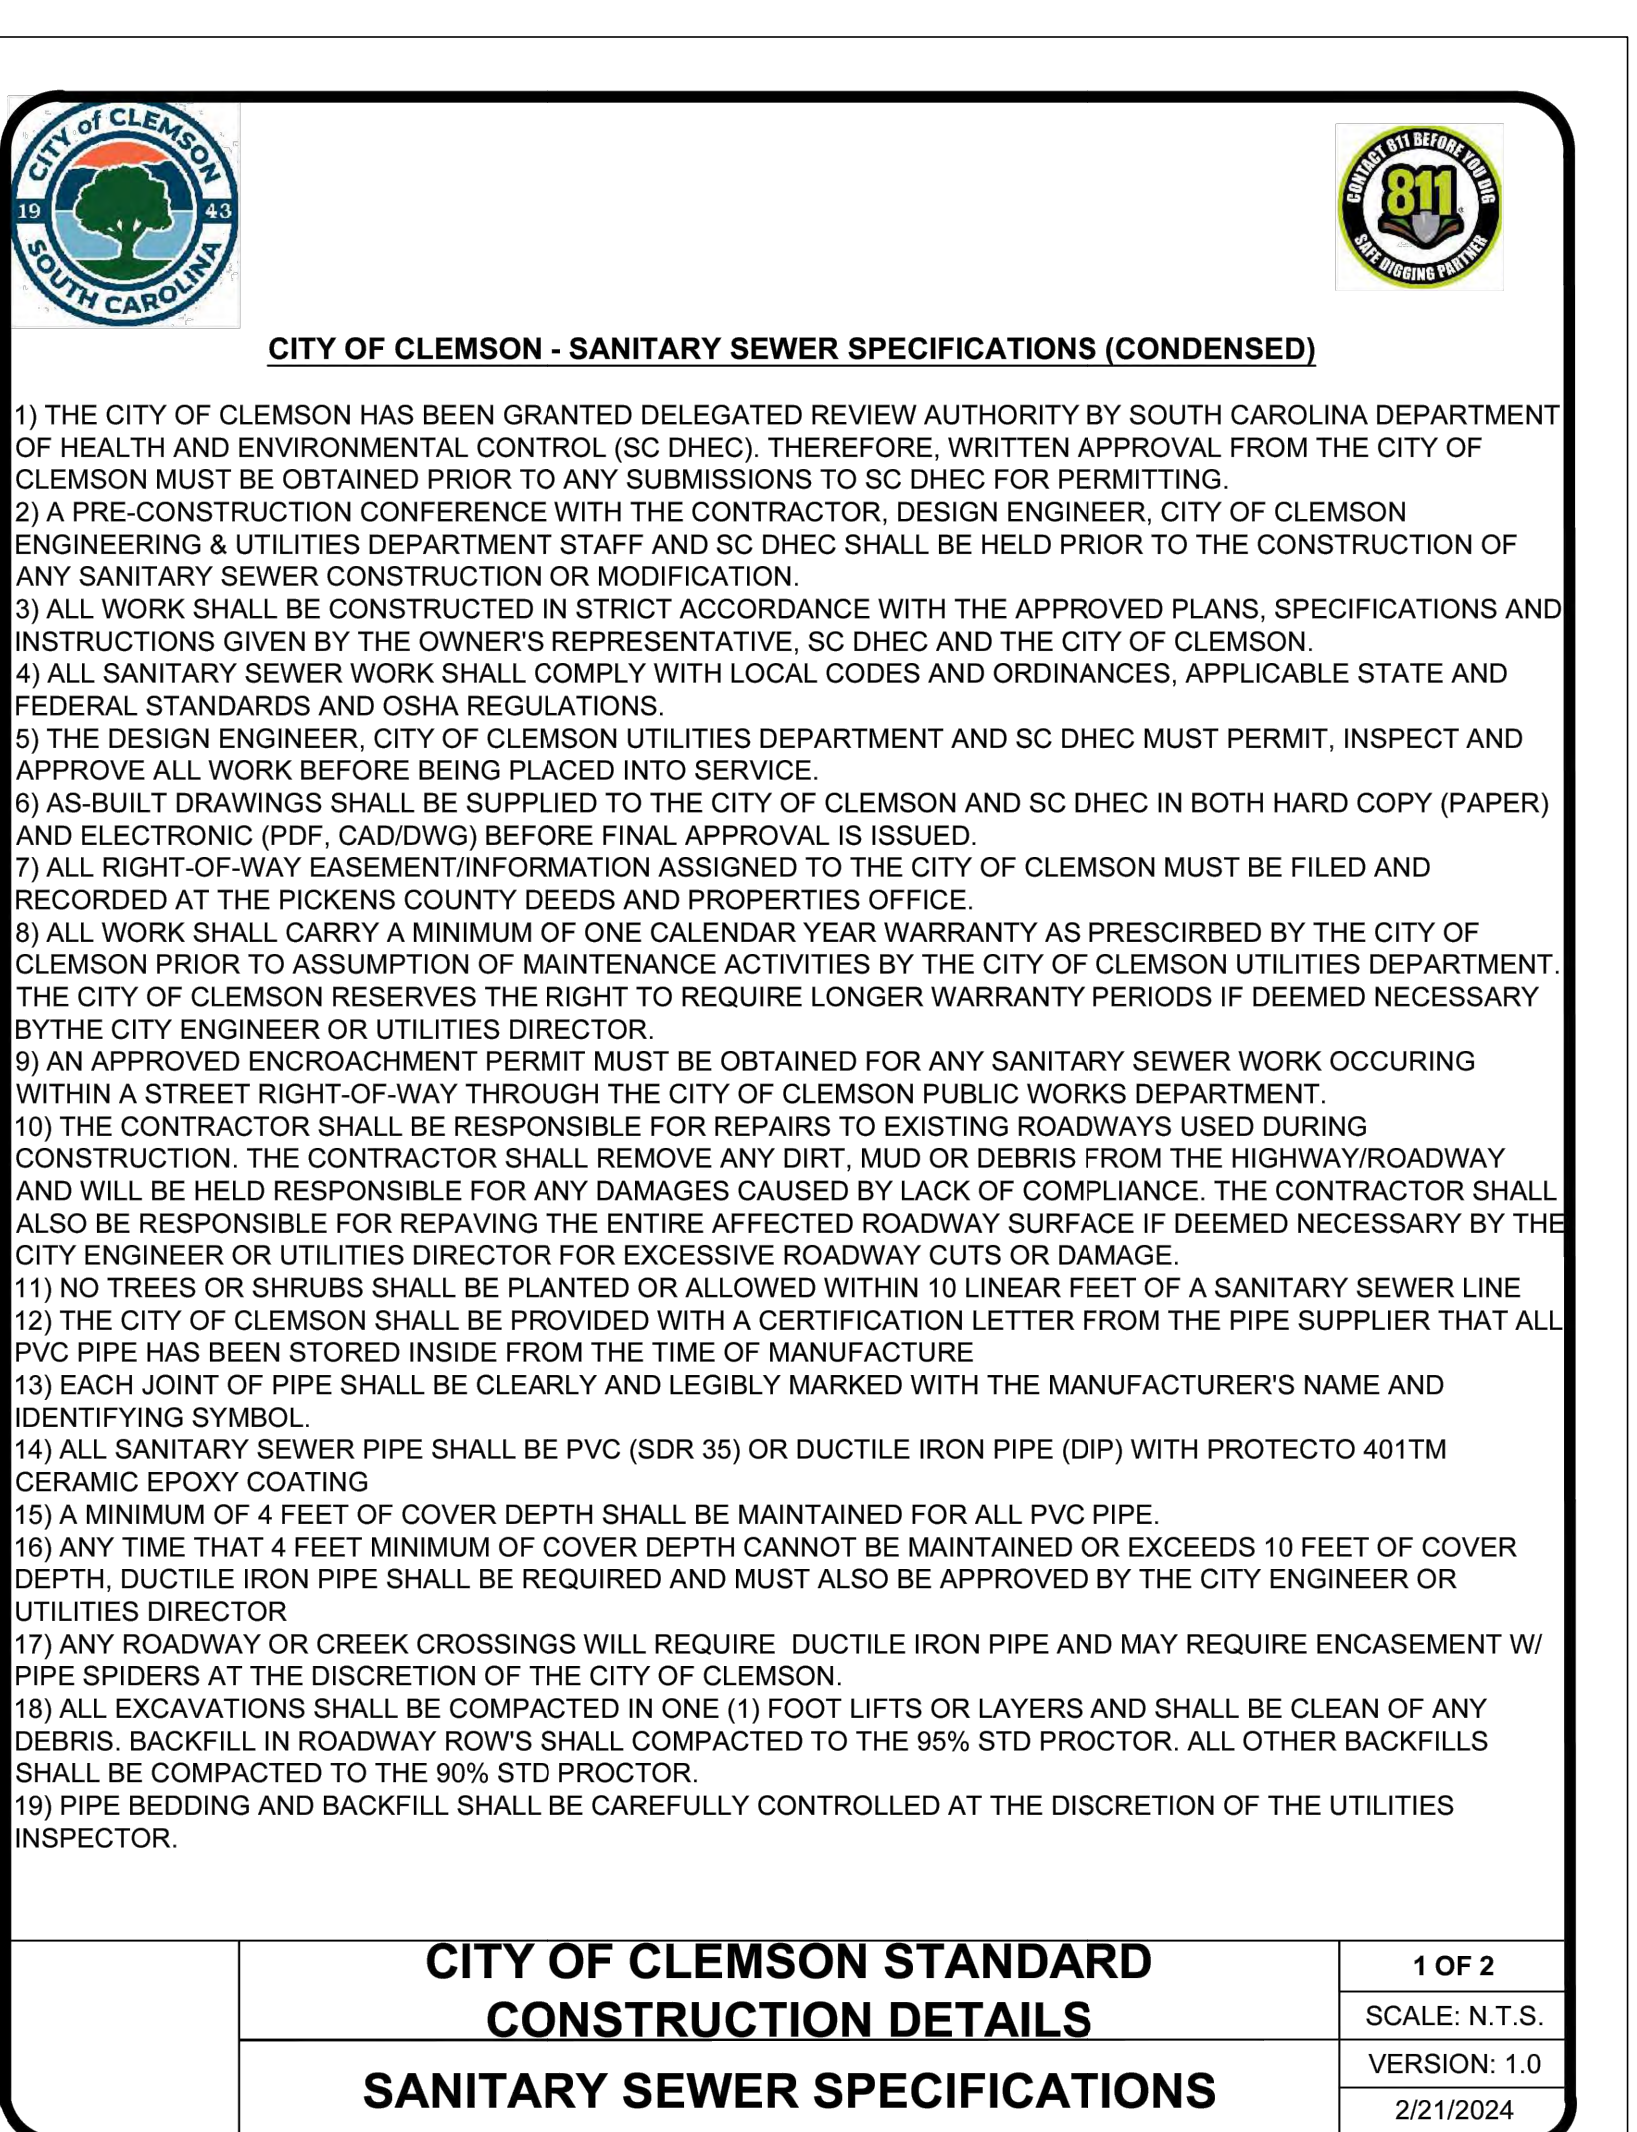 CITY of CLEMSON
19 43
SOUTH CAROLINA
CONTACT 811 BEFORE YOU DIG
811
SAFE DIGGING PARTNER
CITY OF CLEMSON - SANITARY SEWER SPECIFICATIONS (CONDENSED)
1) THE CITY OF CLEMSON HAS BEEN GRANTED DELEGATED REVIEW AUTHORITY BY SOUTH CAROLINA DEPARTMENT
OF HEALTH AND ENVIRONMENTAL CONTROL (SC DHEC). THEREFORE, WRITTEN APPROVAL FROM THE CITY OF
CLEMSON MUST BE OBTAINED PRIOR TO ANY SUBMISSIONS TO SC DHEC FOR PERMITTING.
2) A PRE-CONSTRUCTION CONFERENCE WITH THE CONTRACTOR, DESIGN ENGINEER, CITY OF CLEMSON
ENGINEERING & UTILITIES DEPARTMENT STAFF AND SC DHEC SHALL BE HELD PRIOR TO THE CONSTRUCTION OF
ANY SANITARY SEWER CONSTRUCTION OR MODIFICATION.
3) ALL WORK SHALL BE CONSTRUCTED IN STRICT ACCORDANCE WITH THE APPROVED PLANS, SPECIFICATIONS AND
INSTRUCTIONS GIVEN BY THE OWNER'S REPRESENTATIVE, SC DHEC AND THE CITY OF CLEMSON.
4) ALL SANITARY SEWER WORK SHALL COMPLY WITH LOCAL CODES AND ORDINANCES, APPLICABLE STATE AND
FEDERAL STANDARDS AND OSHA REGULATIONS.
5) THE DESIGN ENGINEER, CITY OF CLEMSON UTILITIES DEPARTMENT AND SC DHEC MUST PERMIT, INSPECT AND
APPROVE ALL WORK BEFORE BEING PLACED INTO SERVICE.
6) AS-BUILT DRAWINGS SHALL BE SUPPLIED TO THE CITY OF CLEMSON AND SC DHEC IN BOTH HARD COPY (PAPER)
AND ELECTRONIC (PDF, CAD/DWG) BEFORE FINAL APPROVAL IS ISSUED.
7) ALL RIGHT-OF-WAY EASEMENT/INFORMATION ASSIGNED TO THE CITY OF CLEMSON MUST BE FILED AND
RECORDED AT THE PICKENS COUNTY DEEDS AND PROPERTIES OFFICE.
8) ALL WORK SHALL CARRY A MINIMUM OF ONE CALENDAR YEAR WARRANTY AS PRESCIRBED BY THE CITY OF
CLEMSON PRIOR TO ASSUMPTION OF MAINTENANCE ACTIVITIES BY THE CITY OF CLEMSON UTILITIES DEPARTMENT.
THE CITY OF CLEMSON RESERVES THE RIGHT TO REQUIRE LONGER WARRANTY PERIODS IF DEEMED NECESSARY
BYTHE CITY ENGINEER OR UTILITIES DIRECTOR.
9) AN APPROVED ENCROACHMENT PERMIT MUST BE OBTAINED FOR ANY SANITARY SEWER WORK OCCURING
WITHIN A STREET RIGHT-OF-WAY THROUGH THE CITY OF CLEMSON PUBLIC WORKS DEPARTMENT.
10) THE CONTRACTOR SHALL BE RESPONSIBLE FOR REPAIRS TO EXISTING ROADWAYS USED DURING
CONSTRUCTION. THE CONTRACTOR SHALL REMOVE ANY DIRT, MUD OR DEBRIS FROM THE HIGHWAY/ROADWAY
AND WILL BE HELD RESPONSIBLE FOR ANY DAMAGES CAUSED BY LACK OF COMPLIANCE. THE CONTRACTOR SHALL
ALSO BE RESPONSIBLE FOR REPAVING THE ENTIRE AFFECTED ROADWAY SURFACE IF DEEMED NECESSARY BY THE
CITY ENGINEER OR UTILITIES DIRECTOR FOR EXCESSIVE ROADWAY CUTS OR DAMAGE.
11) NO TREES OR SHRUBS SHALL BE PLANTED OR ALLOWED WITHIN 10 LINEAR FEET OF A SANITARY SEWER LINE
12) THE CITY OF CLEMSON SHALL BE PROVIDED WITH A CERTIFICATION LETTER FROM THE PIPE SUPPLIER THAT ALL
PVC PIPE HAS BEEN STORED INSIDE FROM THE TIME OF MANUFACTURE
13) EACH JOINT OF PIPE SHALL BE CLEARLY AND LEGIBLY MARKED WITH THE MANUFACTURER'S NAME AND
IDENTIFYING SYMBOL.
14) ALL SANITARY SEWER PIPE SHALL BE PVC (SDR 35) OR DUCTILE IRON PIPE (DIP) WITH PROTECTO 401TM
CERAMIC EPOXY COATING
15) A MINIMUM OF 4 FEET OF COVER DEPTH SHALL BE MAINTAINED FOR ALL PVC PIPE.
16) ANY TIME THAT 4 FEET MINIMUM OF COVER DEPTH CANNOT BE MAINTAINED OR EXCEEDS 10 FEET OF COVER
DEPTH, DUCTILE IRON PIPE SHALL BE REQUIRED AND MUST ALSO BE APPROVED BY THE CITY ENGINEER OR
UTILITIES DIRECTOR
17) ANY ROADWAY OR CREEK CROSSINGS WILL REQUIRE DUCTILE IRON PIPE AND MAY REQUIRE ENCASEMENT W/
PIPE SPIDERS AT THE DISCRETION OF THE CITY OF CLEMSON.
18) ALL EXCAVATIONS SHALL BE COMPACTED IN ONE (1) FOOT LIFTS OR LAYERS AND SHALL BE CLEAN OF ANY
DEBRIS. BACKFILL IN ROADWAY ROW'S SHALL COMPACTED TO THE 95% STD PROCTOR. ALL OTHER BACKFILLS
SHALL BE COMPACTED TO THE 90% STD PROCTOR.
19) PIPE BEDDING AND BACKFILL SHALL BE CAREFULLY CONTROLLED AT THE DISCRETION OF THE UTILITIES
INSPECTOR.
CITY OF CLEMSON STANDARD
CONSTRUCTION DETAILS
SANITARY SEWER SPECIFICATIONS
1 OF 2
SCALE: N.T.S.
VERSION: 1.0
2/21/2024